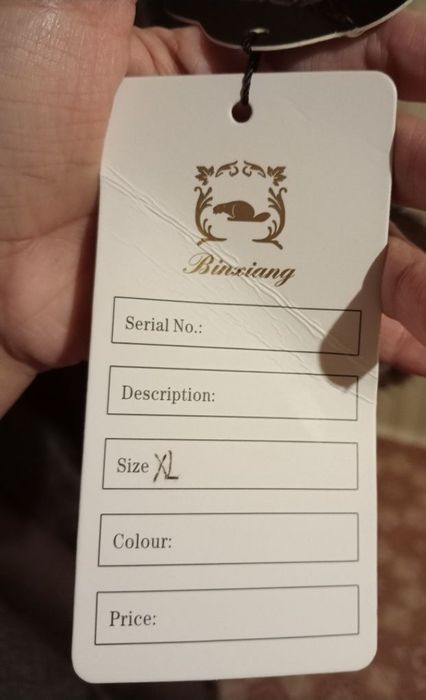 Binxiang
Serial No.:
Description:
Size XL
Colour:
Price: